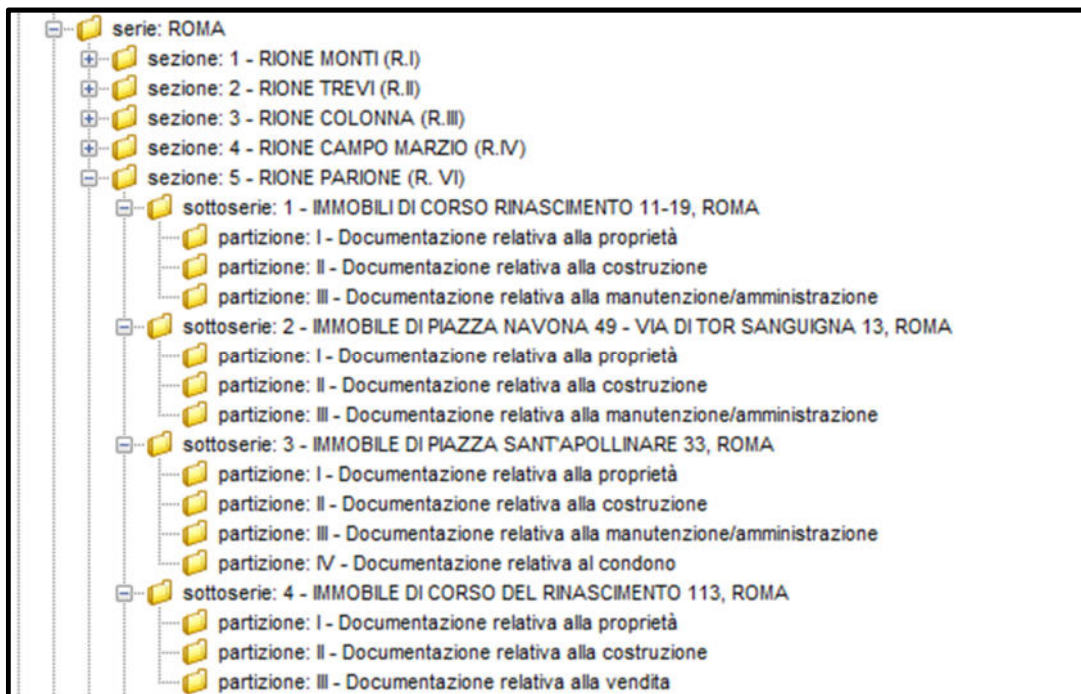 serie: ROMA
sezione: 1 - RIONE MONTI (R.I)
sezione: 2 - RIONE TREVI (R.II)
sezione: 3 - RIONE COLONNA (R.III)
sezione: 4 - RIONE CAMPO MARZIO (R.IV)
sezione: 5 - RIONE PARIONE (R. VI)
sottoserie: 1 - IMMOBILI DI CORSO RINASCIMENTO 11-19, ROMA
partizione: I - Documentazione relativa alla proprietà
partizione: II - Documentazione relativa alla costruzione
partizione: III - Documentazione relativa alla manutenzione/amministrazione
sottoserie: 2 - IMMOBILE DI PIAZZA NAVONA 49 - VIA DI TOR SANGUIGNA 13, ROMA
partizione: I - Documentazione relativa alla proprietà
partizione: II - Documentazione relativa alla costruzione
partizione: III - Documentazione relativa alla manutenzione/amministrazione
sottoserie: 3 - IMMOBILE DI PIAZZA SANT'APOLLINARE 33, ROMA
partizione: I - Documentazione relativa alla proprietà
partizione: II - Documentazione relativa alla costruzione
partizione: III - Documentazione relativa alla manutenzione/amministrazione
partizione: IV - Documentazione relativa al condono
sottoserie: 4 - IMMOBILE DI CORSO DEL RINASCIMENTO 113, ROMA
partizione: I - Documentazione relativa alla proprietà
partizione: II - Documentazione relativa alla costruzione
partizione: III - Documentazione relativa alla vendita